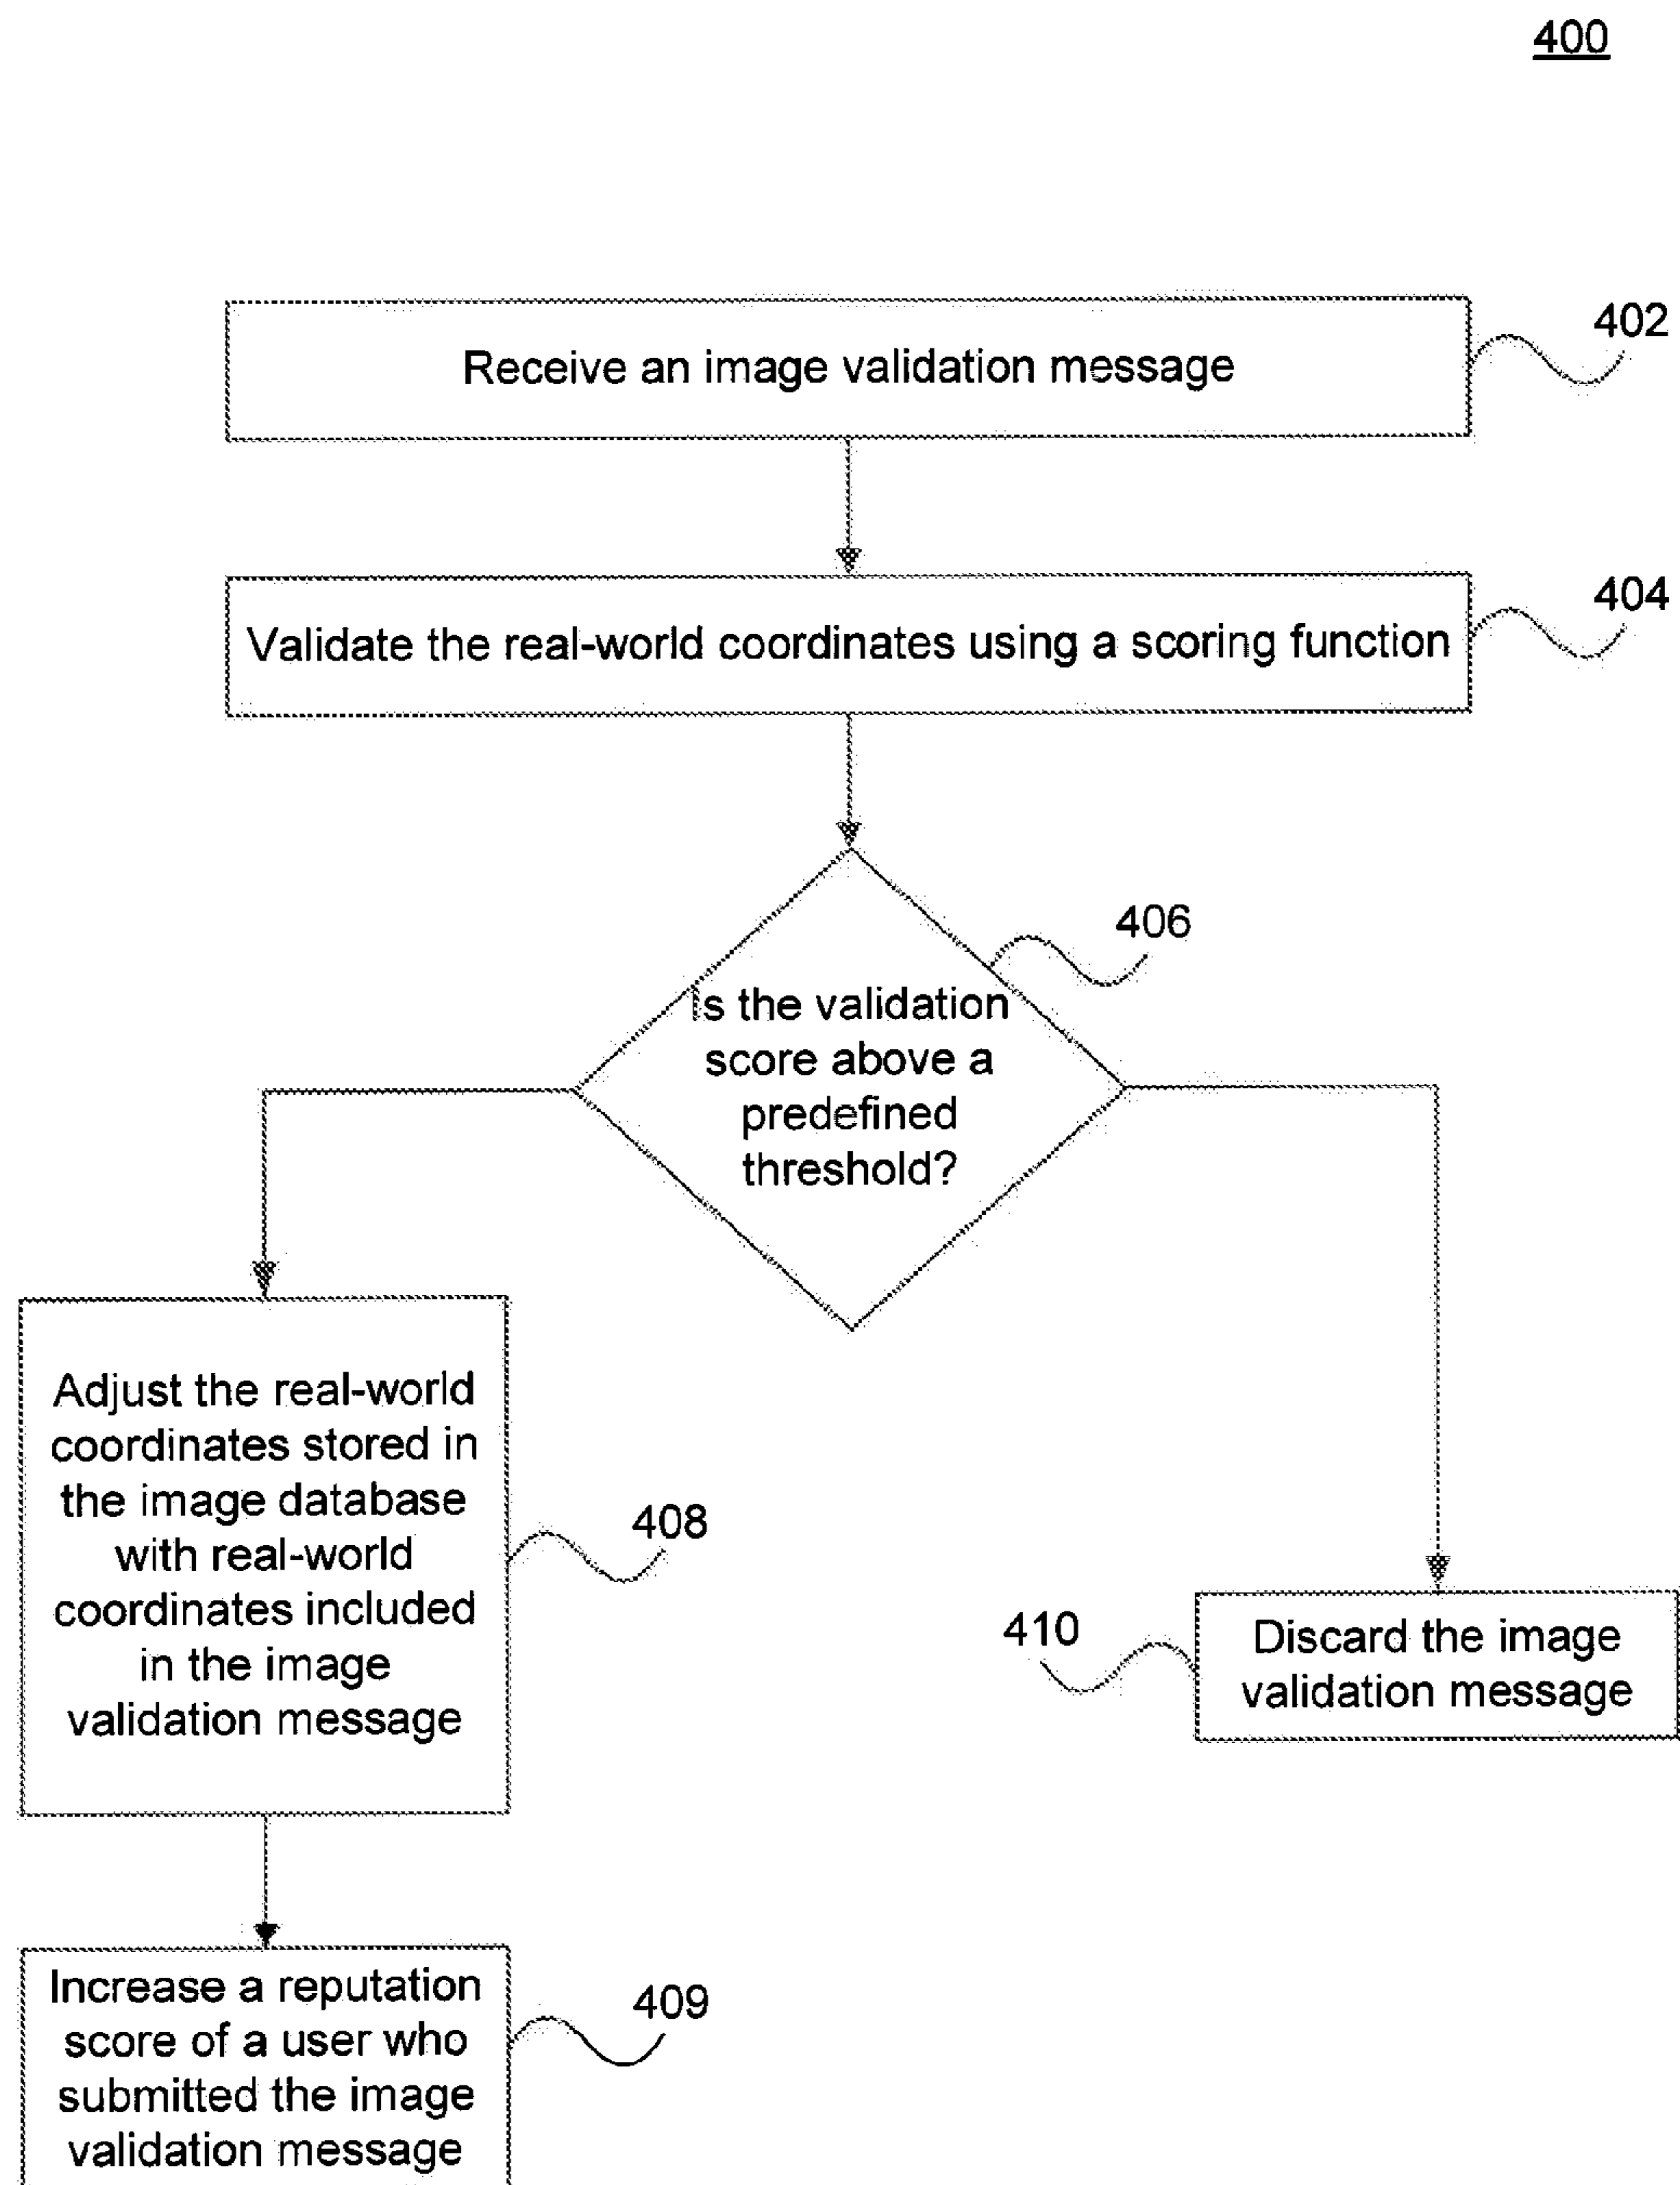 400
Receive an image validation message
402
Validate the real-world coordinates using a scoring function
404
406
Is the validation
score above a
predefined
threshold?
Adjust the real-world
coordinates stored in
the image database
with real-world
coordinates included
in the image
validation message
408
410
Discard the image
validation message
Increase a reputation
score of a user who
submitted the image
validation message
409